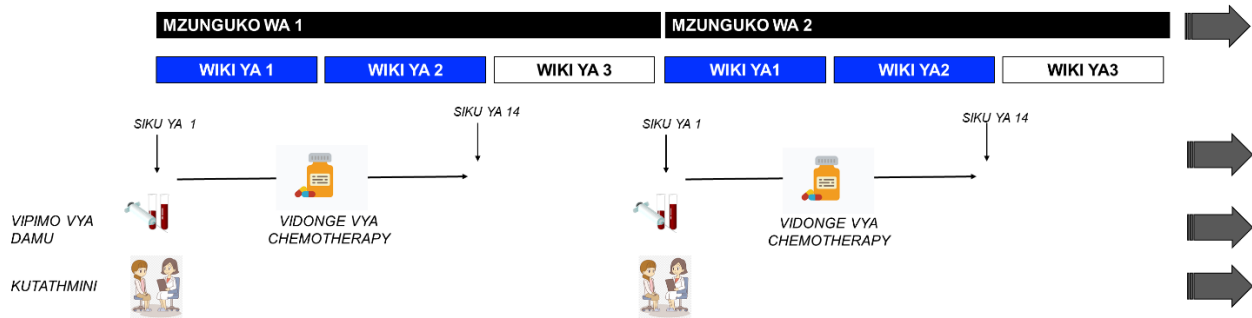 MZUNGUKO WA 1
MZUNGUKO WA 2
WIKI YA 1
WIKI YA 2
WIKI YA 3
WIKI YA1
WIKI YA2
WIKI YA3
SIKU YA 1
SIKU YA 14
SIKU YA 1
SIKU YA 14
VIPIMO VYA
DAMU
VIDONGE VYA
CHEMOTHERAPY
VIDONGE VYA
CHEMOTHERAPY
KUTATHMINI